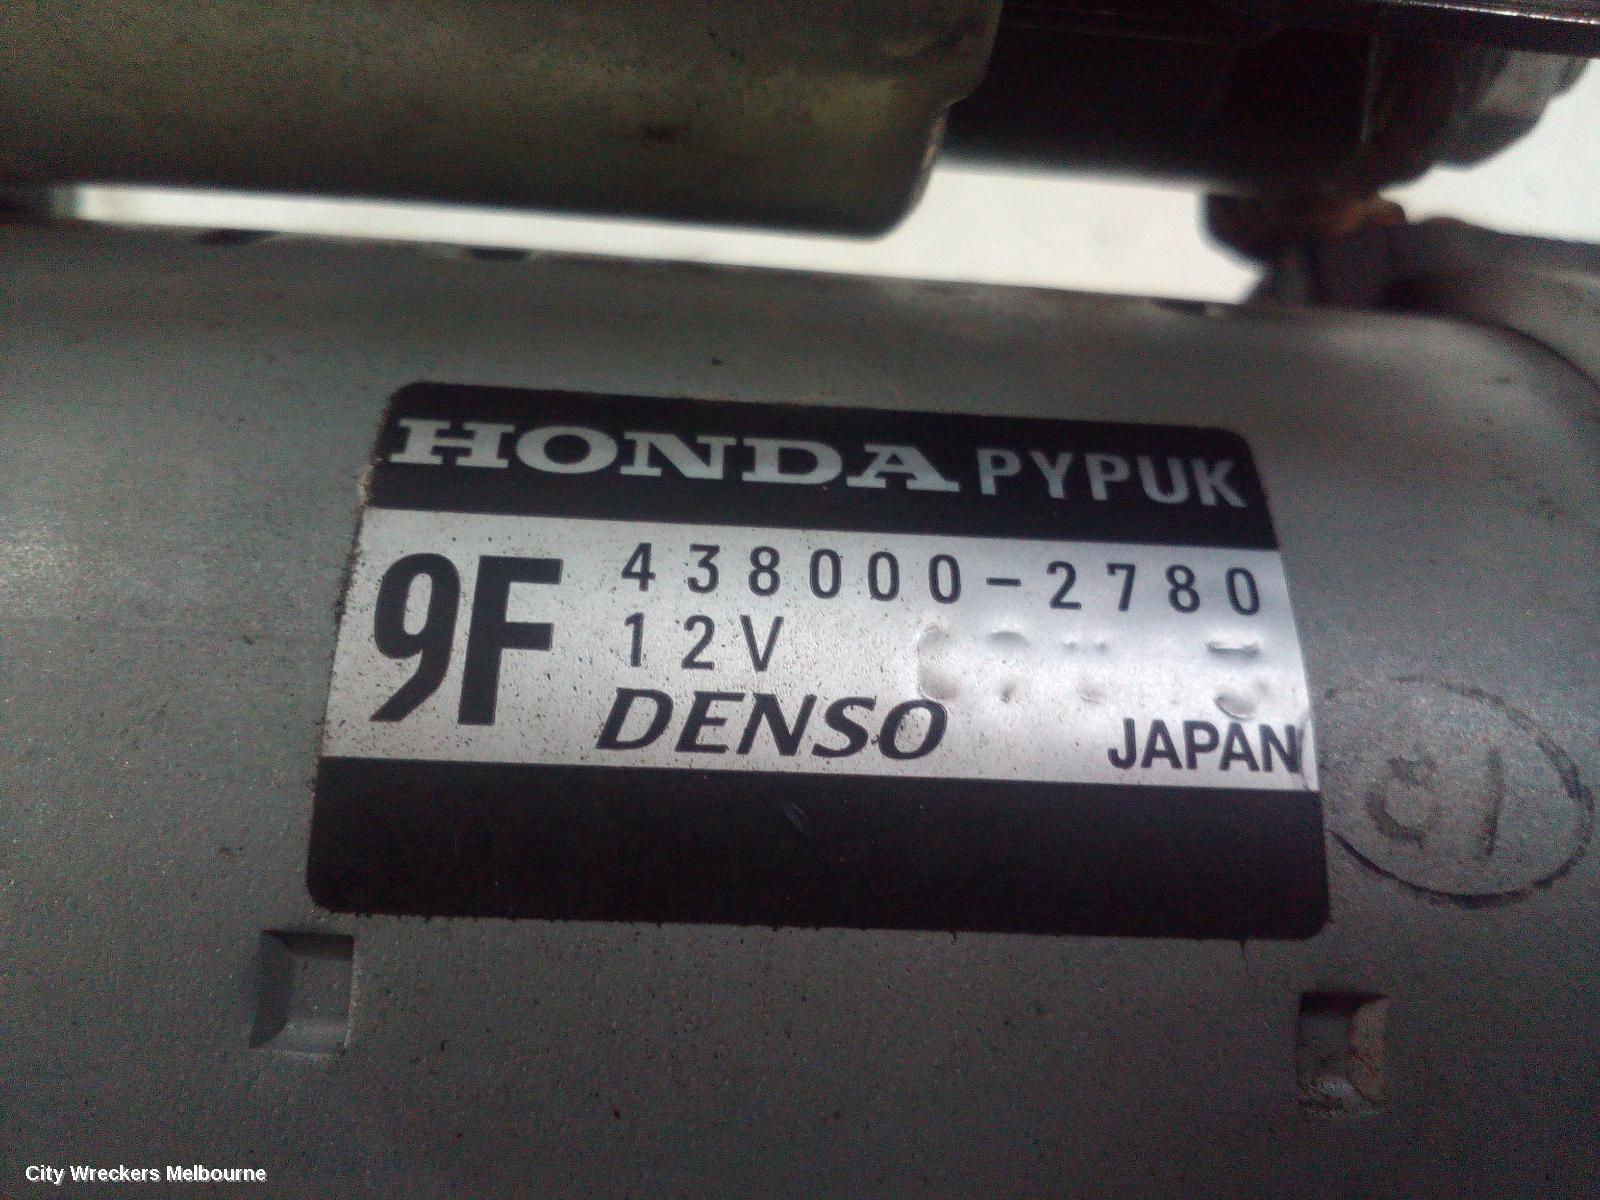 HONDA PYPUK
9F 438000-2780
12V
DENSO JAPAN
City Wreckers Melbourne